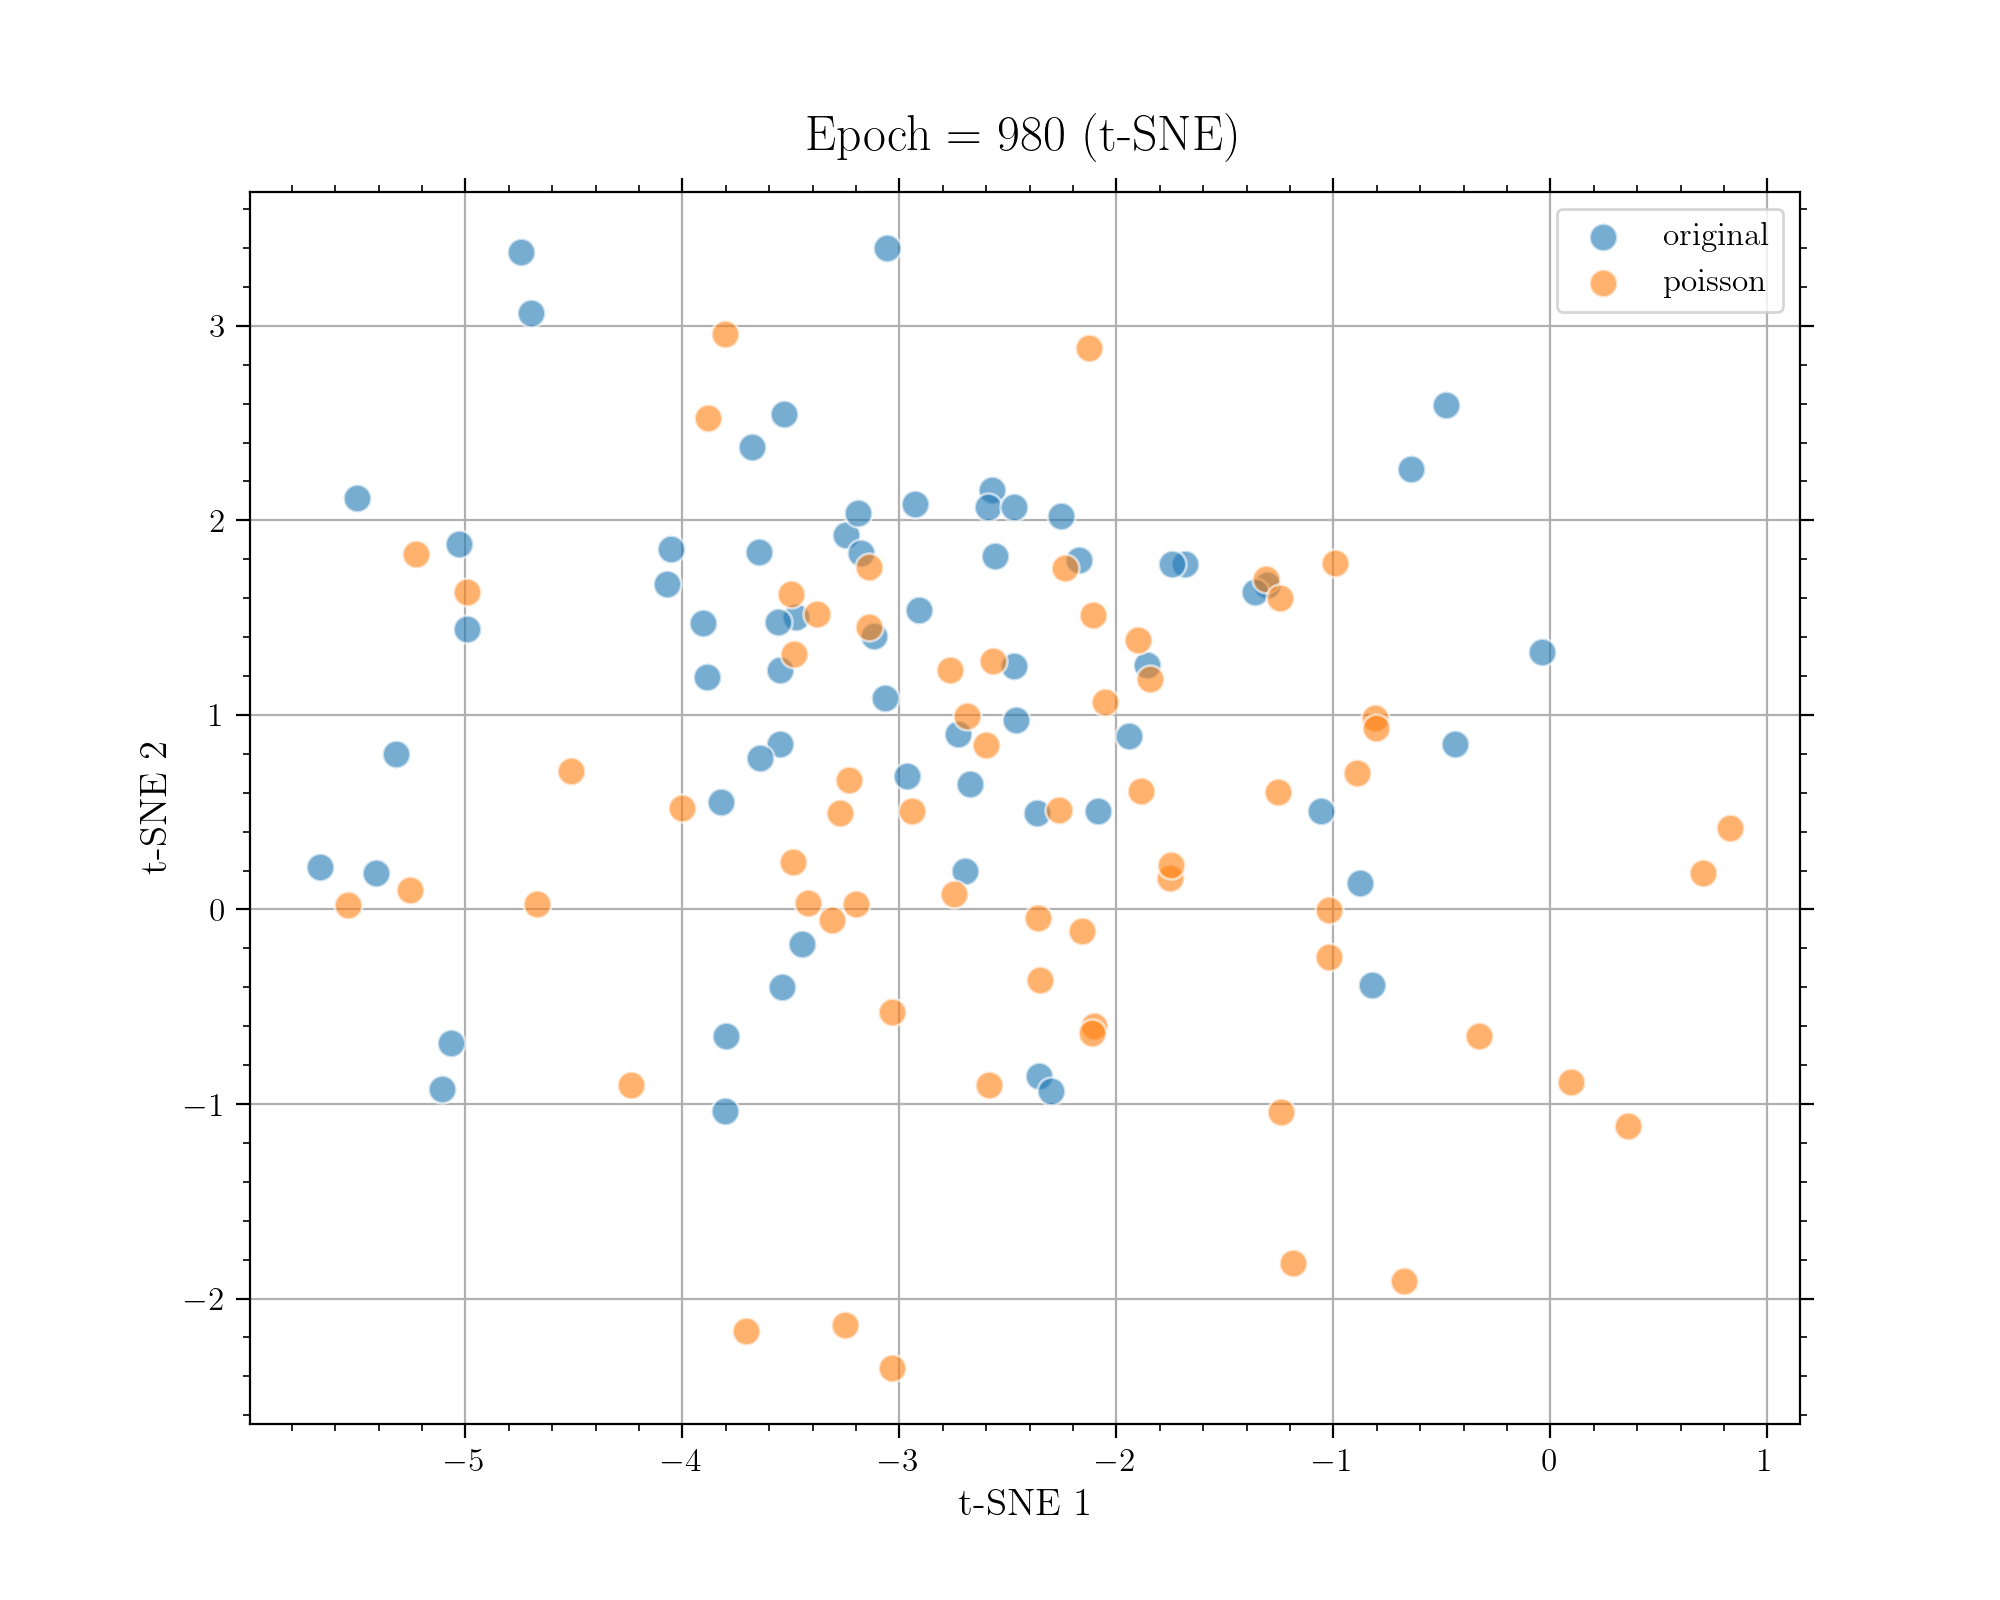 Epoch = 980 (t-SNE)
original
poisson
3
2
1
0
−1
−2
t-SNE 2
−5
−4
−3
−2
−1
0
1
t-SNE 1